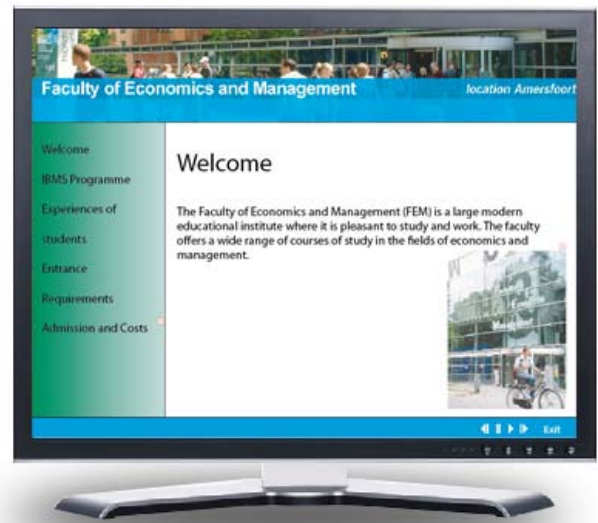 Faculty of Economics and Management
location Amersfoort
Welcome
IBMS Programme
Experiences of
students
Entrance
Requirements
Admission and Costs
Welcome
The Faculty of Economics and Management (FEM) is a large modern
educational institute where it is pleasant to study and work. The faculty
offers a wide range of courses of study in the fields of economics and
management.
Exit